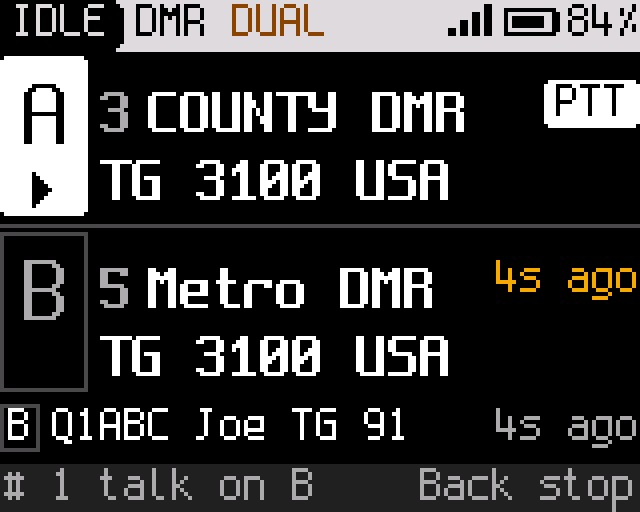 IDLE DMR DUAL 84%
A 3 COUNTY DMR PTT
TG 3100 USA
B 5 Metro DMR 4s ago
TG 3100 USA
B Q1ABC Joe TG 91 4s ago
# 1 talk on B Back stop